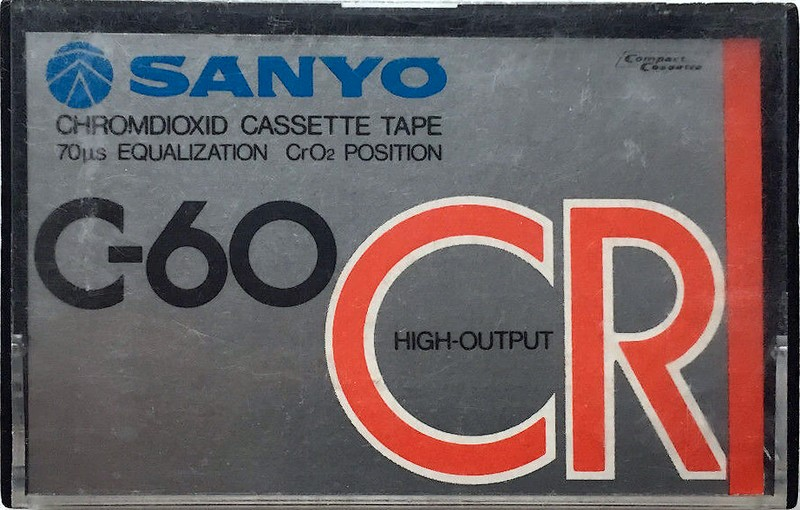 SANYO
Compact
Cassette
CHROMDIOXID CASSETTE TAPE
70µs EQUALIZATION CrO2 POSITION
C-60
CR
HIGH-OUTPUT